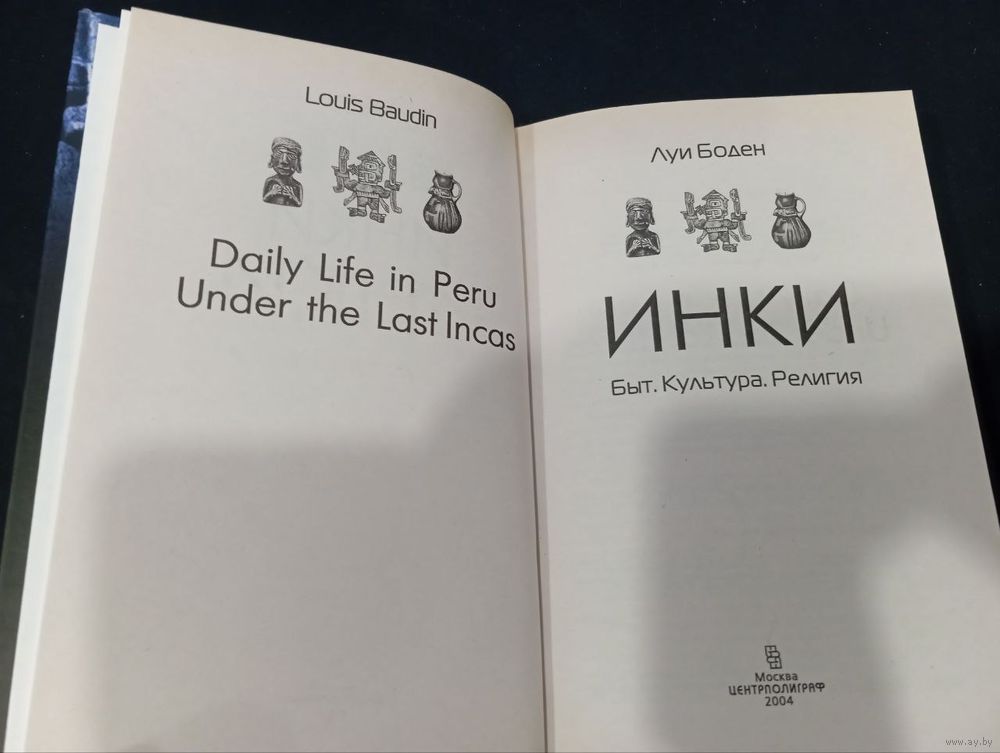 Louis Baudin
Daily Life in Peru
Under the Last Incas
Луи Боден
ИНКИ
Быт. Культура. Религия
Москва
ЦЕНТРПОЛИГРАФ
2004
www.ay.by